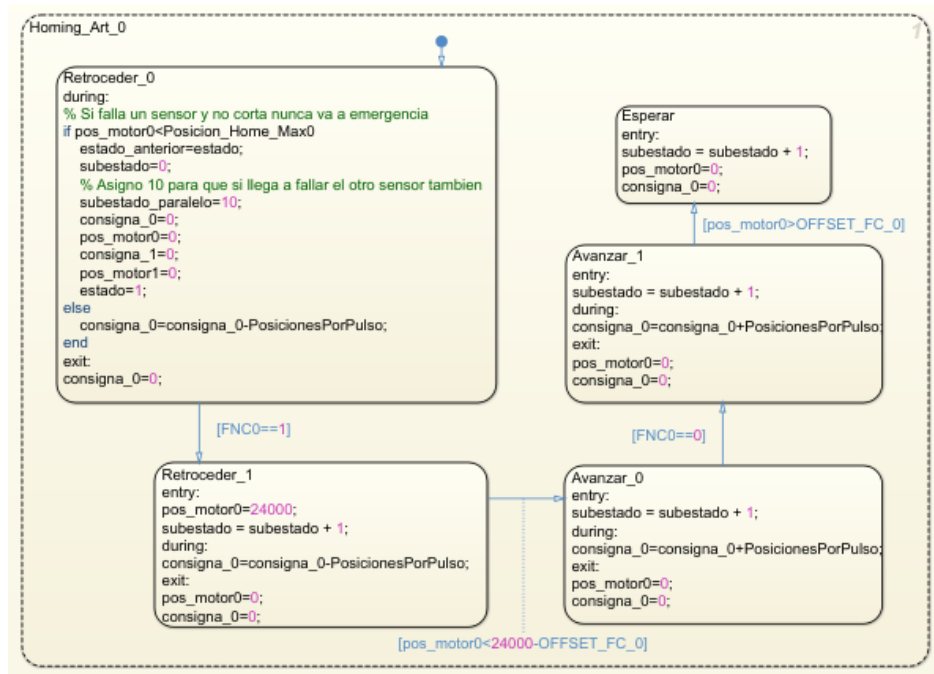 Homing_Art_0
1
Retroceder_0
during:
% Si falla un sensor y no corta nunca va a emergencia
if pos_motor0<Posicion_Home_Max0
estado_anterior=estado;
subestado=0;
% Asigno 10 para que si llega a fallar el otro sensor tambien
subestado_paralelo=10;
consigna_0=0;
pos_motor0=0;
consigna_1=0;
pos_motor1=0;
estado=1;
else
consigna_0=consigna_0-PosicionesPorPulso;
end
exit:
consigna_0=0;
[FNC0==1]
Retroceder_1
entry:
pos_motor0=24000;
subestado = subestado + 1;
during:
consigna_0=consigna_0-PosicionesPorPulso;
exit:
pos_motor0=0;
consigna_0=0;
[pos_motor0<24000-OFFSET_FC_0]
Avanzar_0
entry:
subestado = subestado + 1;
during:
consigna_0=consigna_0+PosicionesPorPulso;
exit:
pos_motor0=0;
consigna_0=0;
[FNC0==0]
Avanzar_1
entry:
subestado = subestado + 1;
during:
consigna_0=consigna_0+PosicionesPorPulso;
exit:
pos_motor0=0;
consigna_0=0;
[pos_motor0>OFFSET_FC_0]
Esperar
entry:
subestado = subestado + 1;
pos_motor0=0;
consigna_0=0;